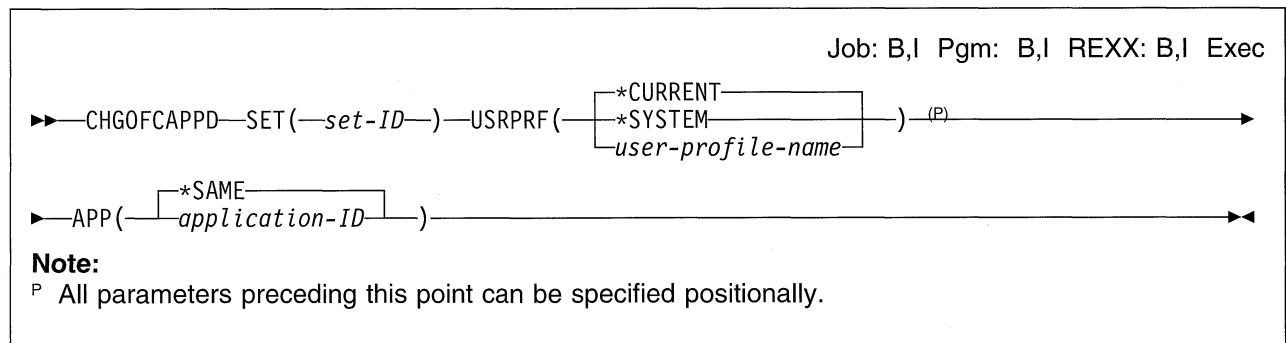 Job: B,I Pgm: B,I REXX: B,I Exec
*CURRENT
CHGOFCAPPD SET( set-ID ) USRPRF( *SYSTEM ) (P)
user-profile-name
*SAME
APP( application-ID )
Note:
P All parameters preceding this point can be specified positionally.